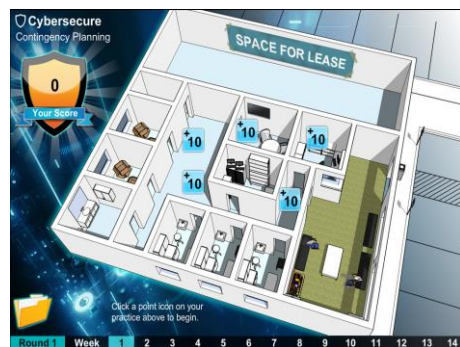 Cybersecure
Contingency Planning
SPACE FOR LEASE
0
Your Score
+10
+10
+10
+10
+10
Click a point icon on your
practice above to begin.
Round 1 Week 1 2 3 4 5 6 7 8 9 10 11 12 13 14